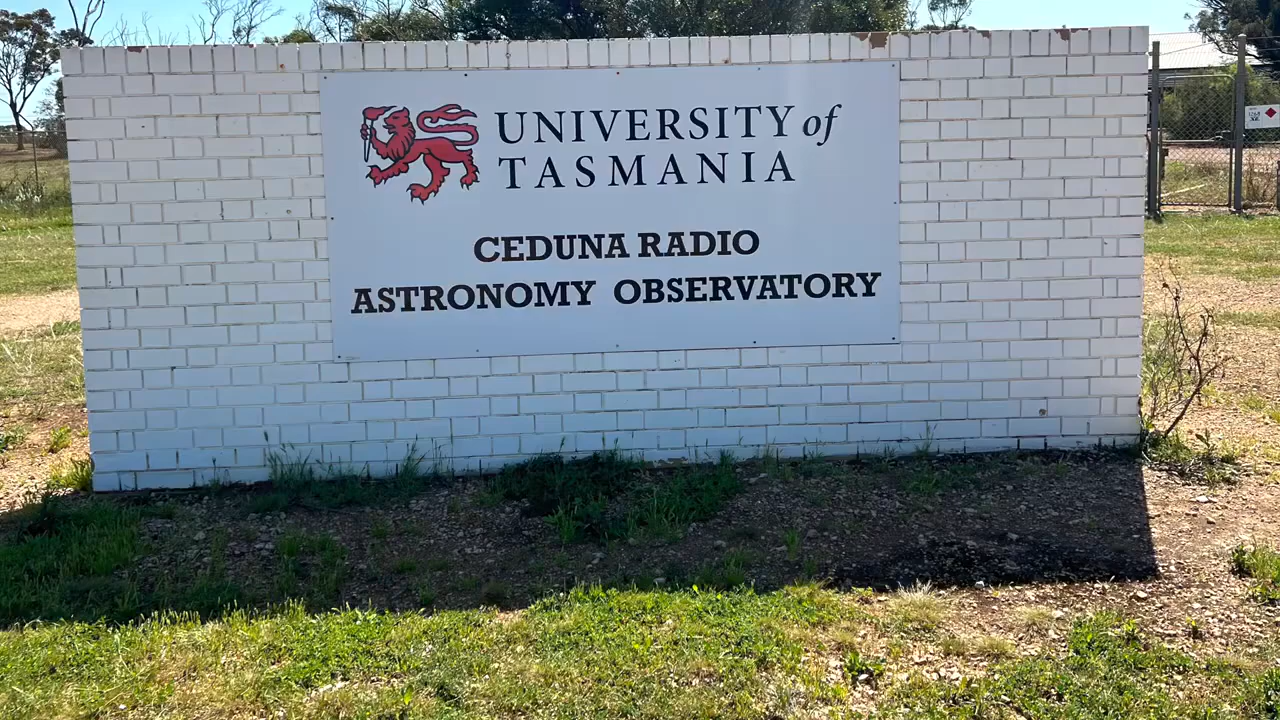 UNIVERSITY of
TASMANIA
CEDUNA RADIO
ASTRONOMY OBSERVATORY